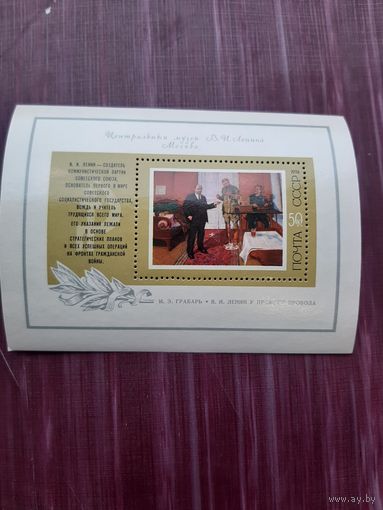 Центральный музей В.И.Ленина
Москва
В. И. ЛЕНИН — СОЗДАТЕЛЬ
КОММУНИСТИЧЕСКОЙ ПАРТИИ
СОВЕТСКОГО СОЮЗА,
ОСНОВАТЕЛЬ ПЕРВОГО В МИРЕ
СОВЕТСКОГО
СОЦИАЛИСТИЧЕСКОГО ГОСУДАРСТВА,
ВОЖДЬ И УЧИТЕЛЬ
ТРУДЯЩИХСЯ ВСЕГО МИРА.
ЕГО УКАЗАНИЯ ЛЕЖАЛИ
В ОСНОВЕ
СТРАТЕГИЧЕСКИХ ПЛАНОВ
И ВСЕХ УСПЕШНЫХ ОПЕРАЦИЙ
НА ФРОНТАХ ГРАЖДАНСКОЙ
ВОЙНЫ.
50
ПОЧТА СССР
И. Э. ГРАБАРЬ • В. И. ЛЕНИН У ПРЯМОГО ПРОВОДА
ay.by